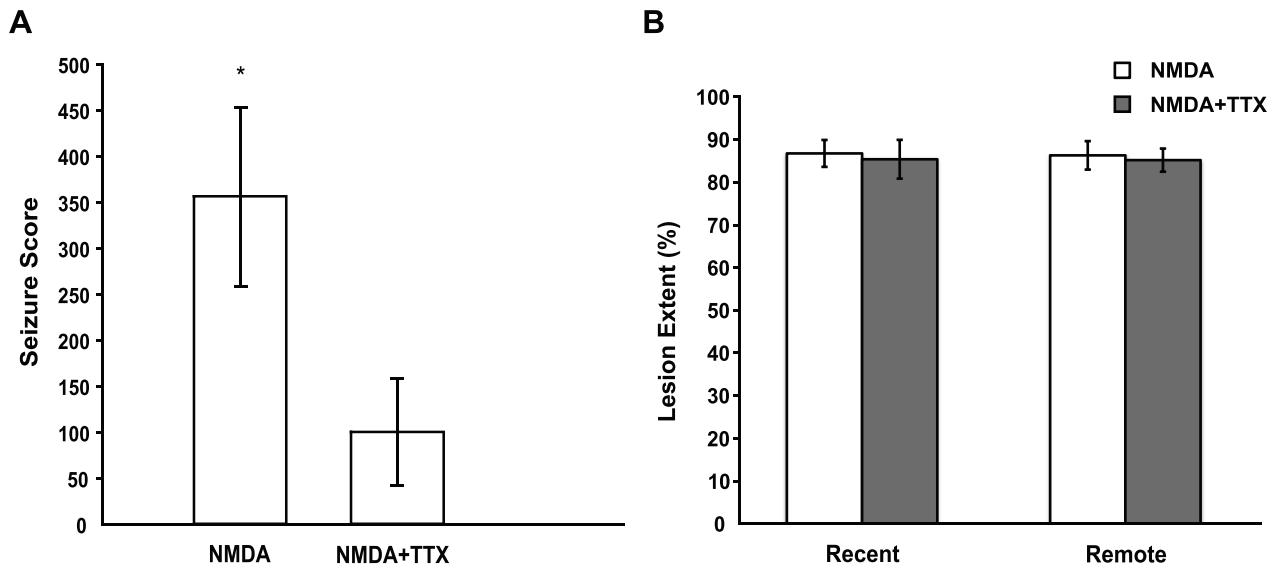 A
Seizure Score
500
*
450
400
350
300
250
200
150
100
50
0
NMDA
NMDA+TTX
B
NMDA
NMDA+TTX
Lesion Extent (%)
100
90
80
70
60
50
40
30
20
10
0
Recent
Remote